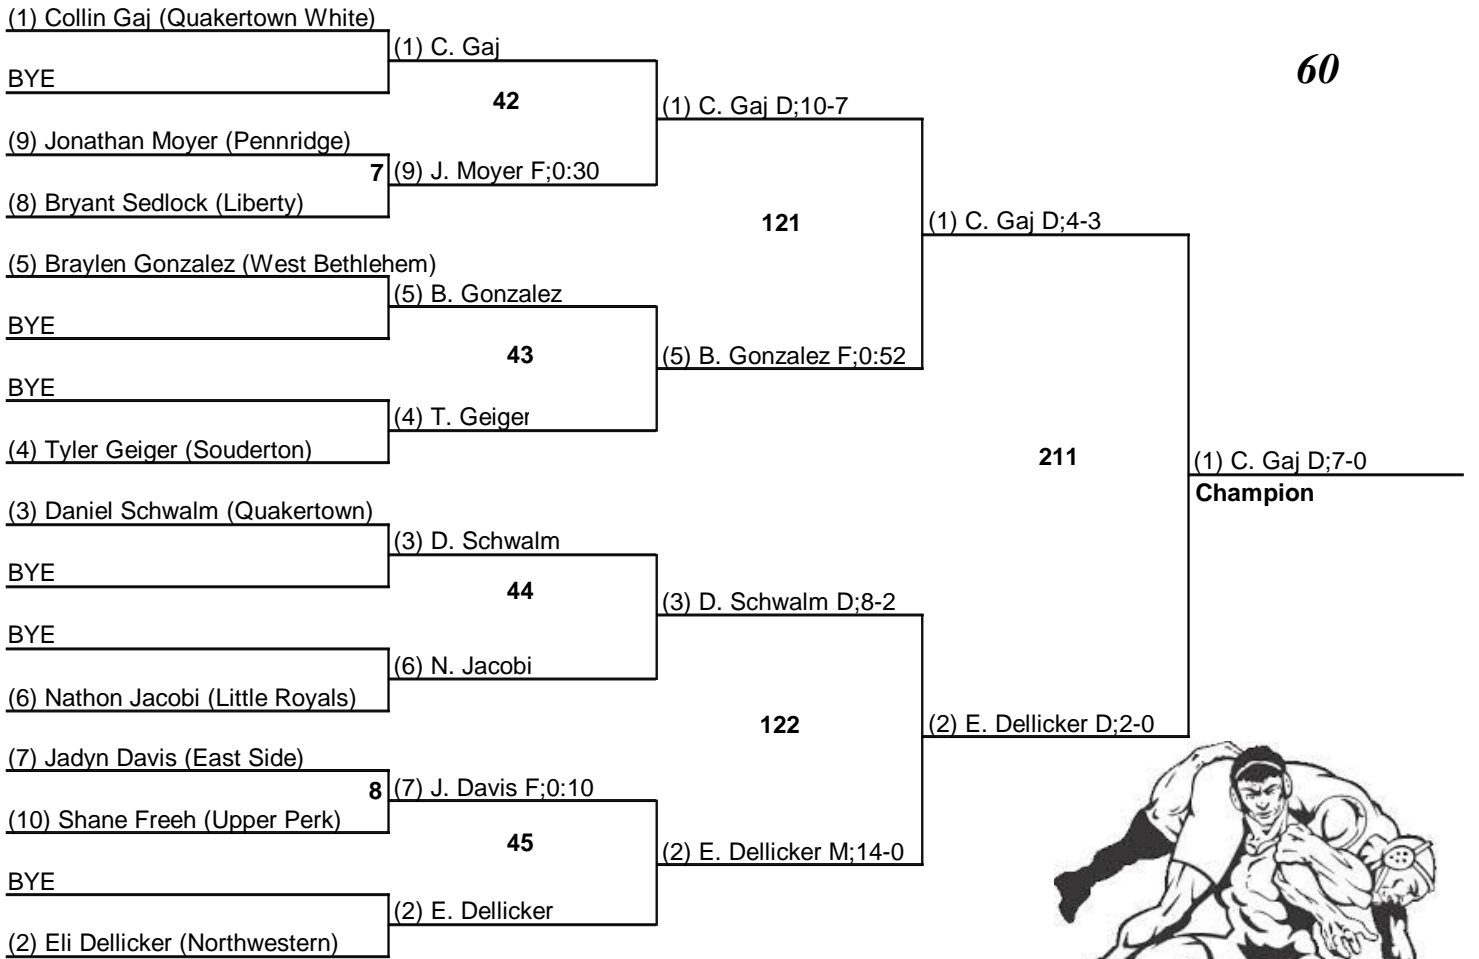 (1) Collin Gaj (Quakertown White)
(1) C. Gaj
60
BYE
42
(1) C. Gaj D;10-7
(9) Jonathan Moyer (Pennridge)
7
(9) J. Moyer F;0:30
(8) Bryant Sedlock (Liberty)
121
(1) C. Gaj D;4-3
(5) Braylen Gonzalez (West Bethlehem)
(5) B. Gonzalez
BYE
43
(5) B. Gonzalez F;0:52
BYE
(4) T. Geiger
(4) Tyler Geiger (Souderton)
211
(1) C. Gaj D;7-0
Champion
(3) Daniel Schwalm (Quakertown)
(3) D. Schwalm
BYE
44
(3) D. Schwalm D;8-2
BYE
(6) N. Jacobi
(6) Nathon Jacobi (Little Royals)
122
(2) E. Dellicker D;2-0
(7) Jadyn Davis (East Side)
8
(7) J. Davis F;0:10
(10) Shane Freeh (Upper Perk)
45
(2) E. Dellicker M;14-0
BYE
(2) E. Dellicker
(2) Eli Dellicker (Northwestern)